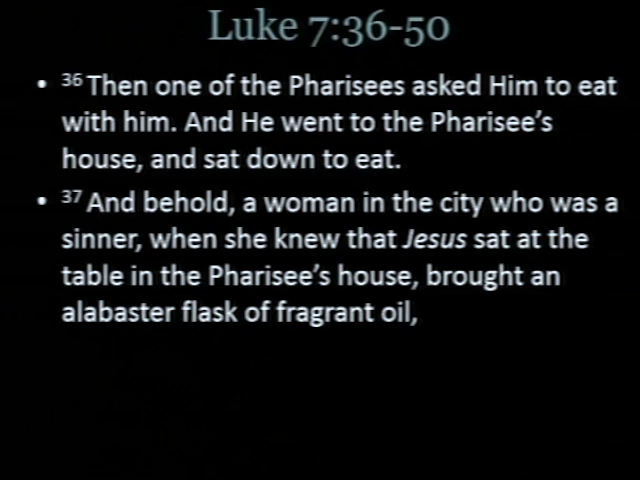 Luke 7:36-50
• 36 Then one of the Pharisees asked Him to eat
with him. And He went to the Pharisee’s
house, and sat down to eat.
• 37 And behold, a woman in the city who was a
sinner, when she knew that Jesus sat at the
table in the Pharisee’s house, brought an
alabaster flask of fragrant oil,